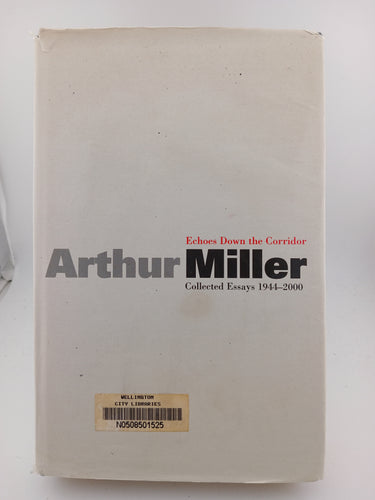 Echoes Down the Corridor
Arthur Miller
Collected Essays 1944–2000
WELLINGTON
CITY LIBRARIES
N0508501525